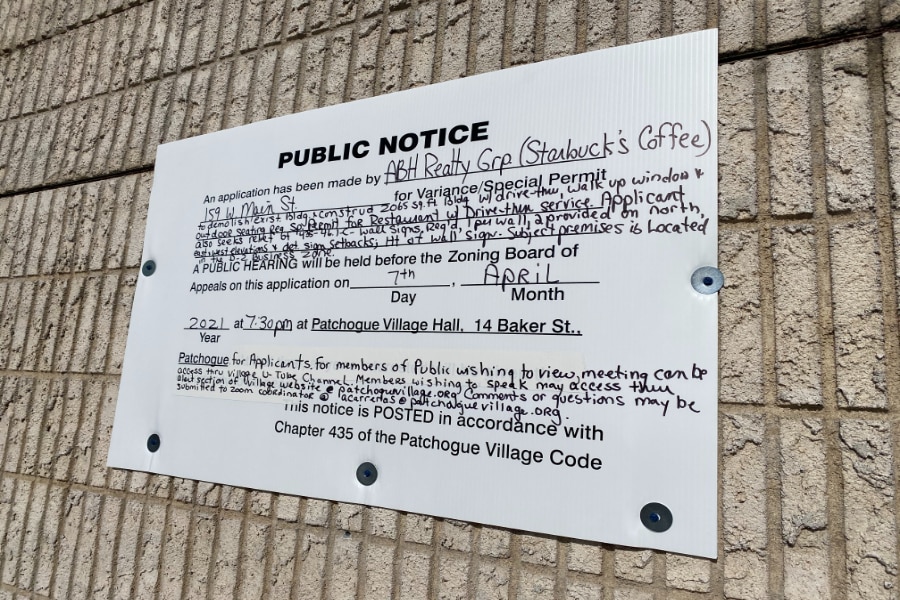 PUBLIC NOTICE
An application has been made by ABH Realty Grp (Starbuck's Coffee)
159 W. Main St. for Variance/Special Permit
to demolish exist Bldg & construct 2065 sq. ft Bldg w/ drive-thru, walk up window &
outdoor seating Req Sp. Permit for Restaurant w/ Drive-thru service. Applicant
also seeks relief wall signs, Req'd, 1 per wall, 2 provided on north,
east west elevations & det sign setbacks, Ht of wall sign. Subject premises is Located
in the Business Zone.
A PUBLIC HEARING will be held before the Zoning Board of
Appeals on this application on 7th, April
Day Month
2021 at 7:30pm at Patchogue Village Hall, 14 Baker St.,
Year
Patchogue for Applicants. For members of Public wishing to view, meeting can be
access thru village U-Tube Channel. Members wishing to speak may access thru
alert section of Village website @ patchoguevillage.org Comments or questions may be
submitted to zoom coordinator @ lacarreras@patchoguevillage.org.
This notice is POSTED in accordance with
Chapter 435 of the Patchogue Village Code